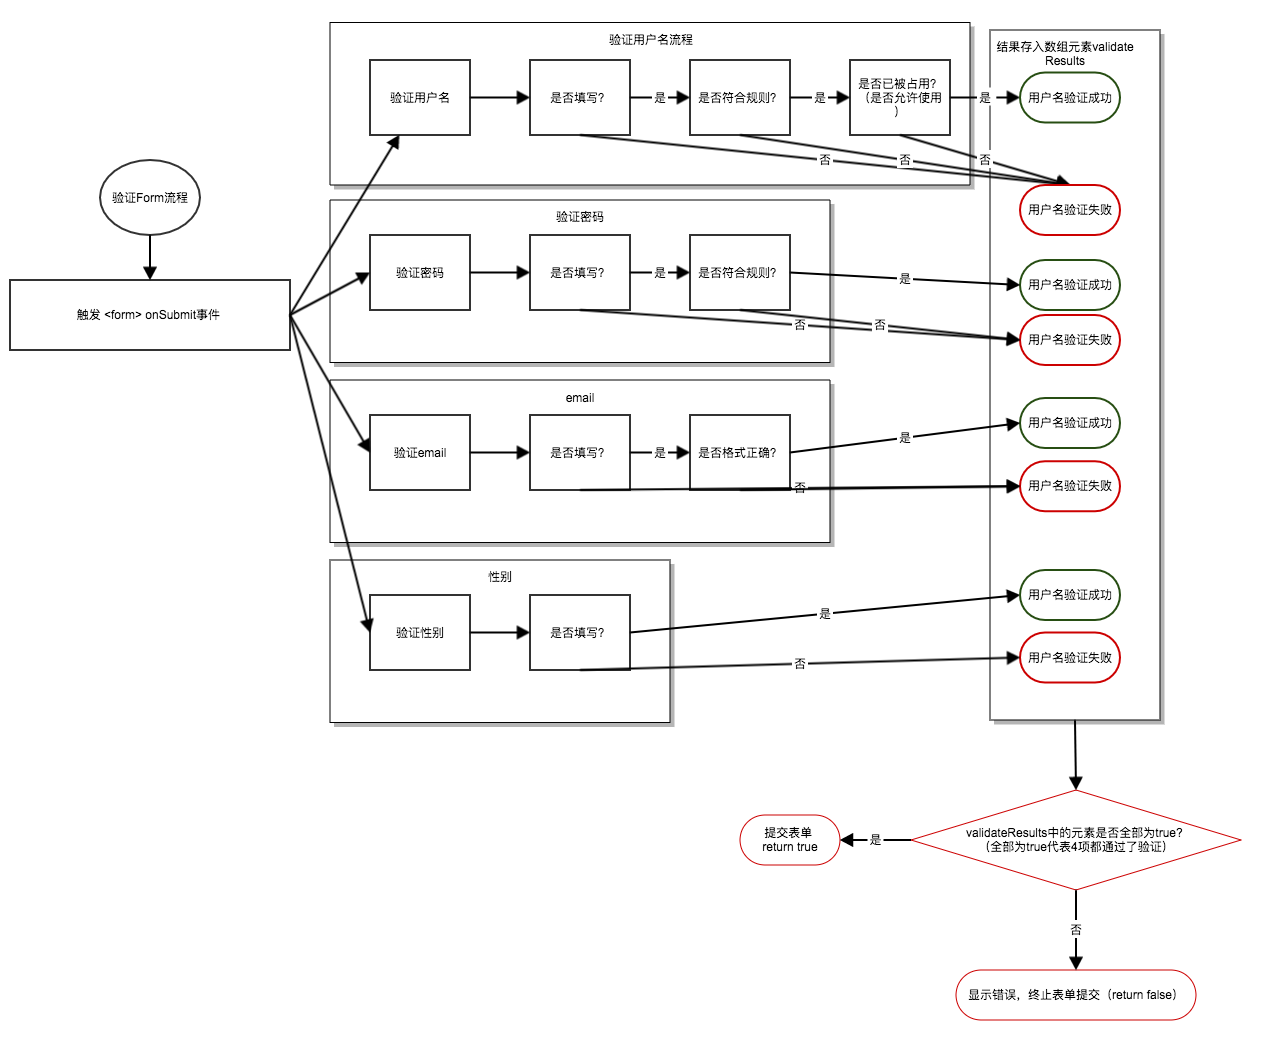 验证Form流程
触发 <form> onSubmit事件
验证用户名流程
验证用户名
是否填写?
是
是否符合规则?
是
是否已被占用?
（是否允许使用
）
是
否
否
否
验证密码
验证密码
是否填写?
是
是否符合规则?
是
否
否
email
验证email
是否填写?
是
是否格式正确?
是
否
性别
验证性别
是否填写?
是
否
结果存入数组元素validate
Results
用户名验证成功
用户名验证失败
用户名验证成功
用户名验证失败
用户名验证成功
用户名验证失败
用户名验证成功
用户名验证失败
validateResults中的元素是否全部为true?
（全部为true代表4项都通过了验证）
是
提交表单
return true
否
显示错误，终止表单提交（return false）